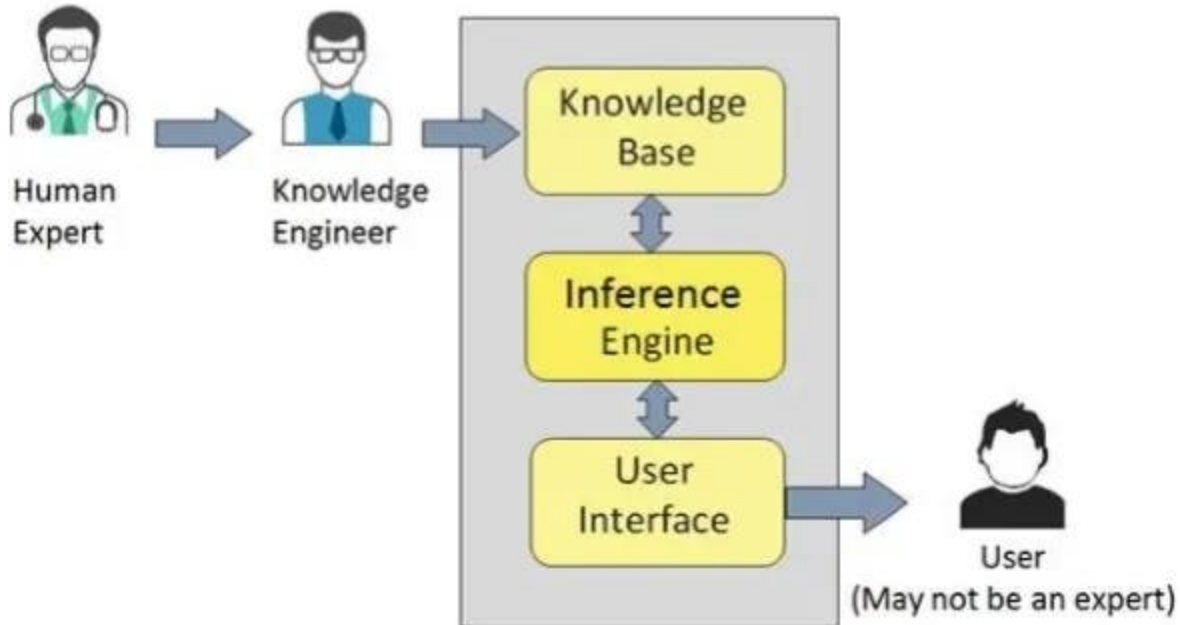 Human
Expert
Knowledge
Engineer
Knowledge
Base
Inference
Engine
User
Interface
User
(May not be an expert)